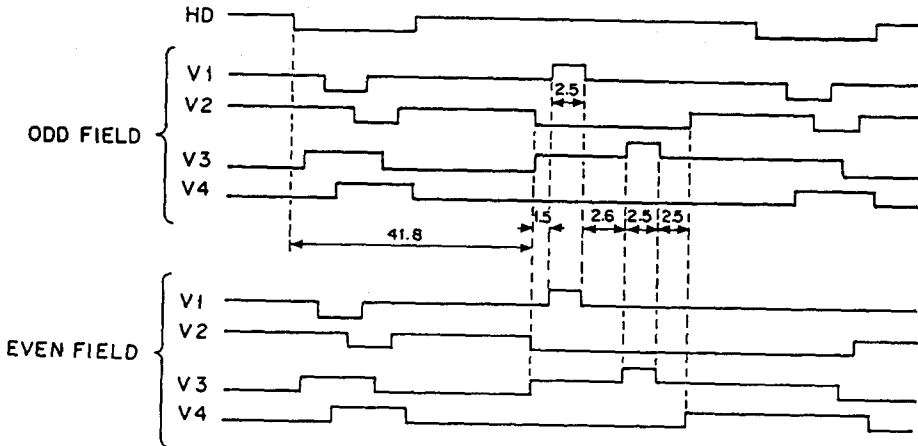 HD
V1
2.5
V2
ODD FIELD
V3
V4
1.5 2.6 2.5 2.5
41.8
V1
V2
EVEN FIELD
V3
V4